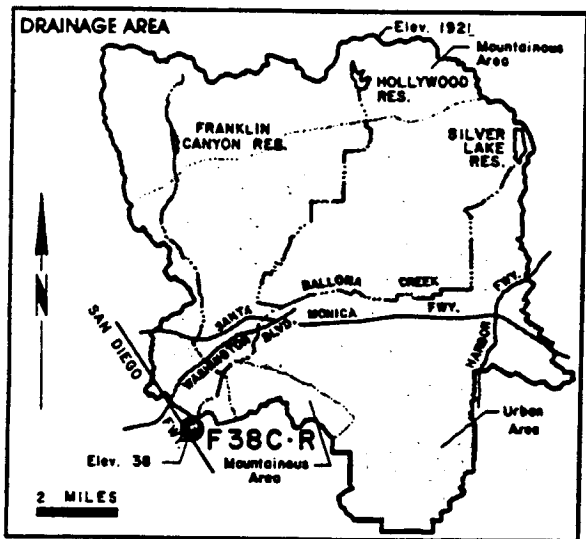 DRAINAGE AREA
Elev. 1921
Mountainous
Area
HOLLYWOOD
RES.
FRANKLIN
CANYON RES.
SILVER
LAKE
RES.
N
BALLONA CREEK
FWY.
SANTA MONICA FWY.
SAN DIEGO
WASHINGTON BLVD.
HARBOR
FWY.
F38C-R
Urban
Area
Elev. 38
Mountainous
Area
2 MILES